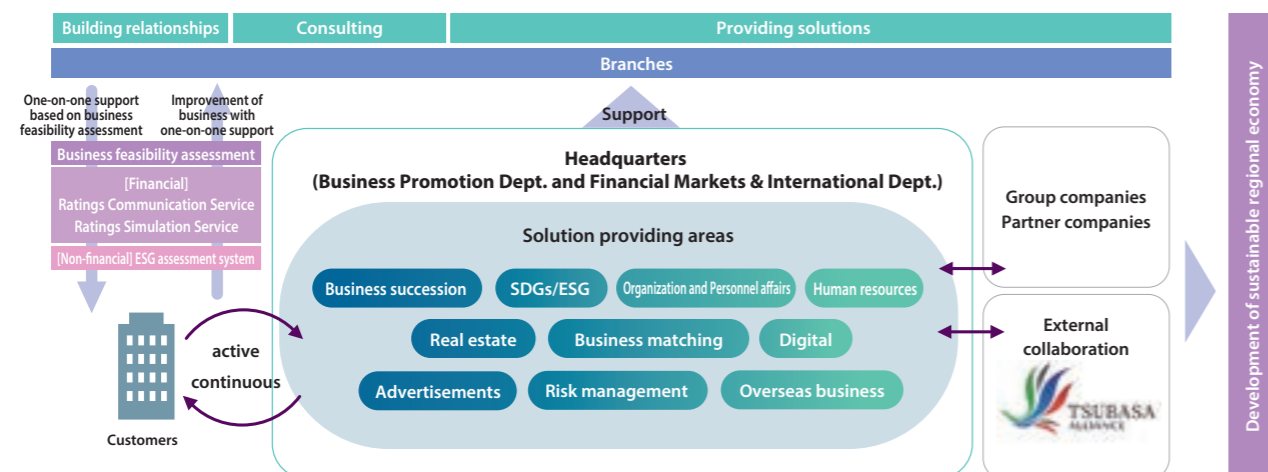 Building relationships
Consulting
Providing solutions
Branches
One-on-one support
based on business
feasibility assessment
Improvement of
business with
one-on-one support
Support
Business feasibility assessment
[Financial]
Ratings Communication Service
Ratings Simulation Service
[Non-financial] ESG assessment system
Headquarters
(Business Promotion Dept. and Financial Markets & International Dept.)
Solution providing areas
Business succession
SDGs/ESG
Organization and Personnel affairs
Human resources
Real estate
Business matching
Digital
Advertisements
Risk management
Overseas business
active
continuous
Customers
Group companies
Partner companies
External
collaboration
TSUBASA
ALLIANCE
Development of sustainable regional economy